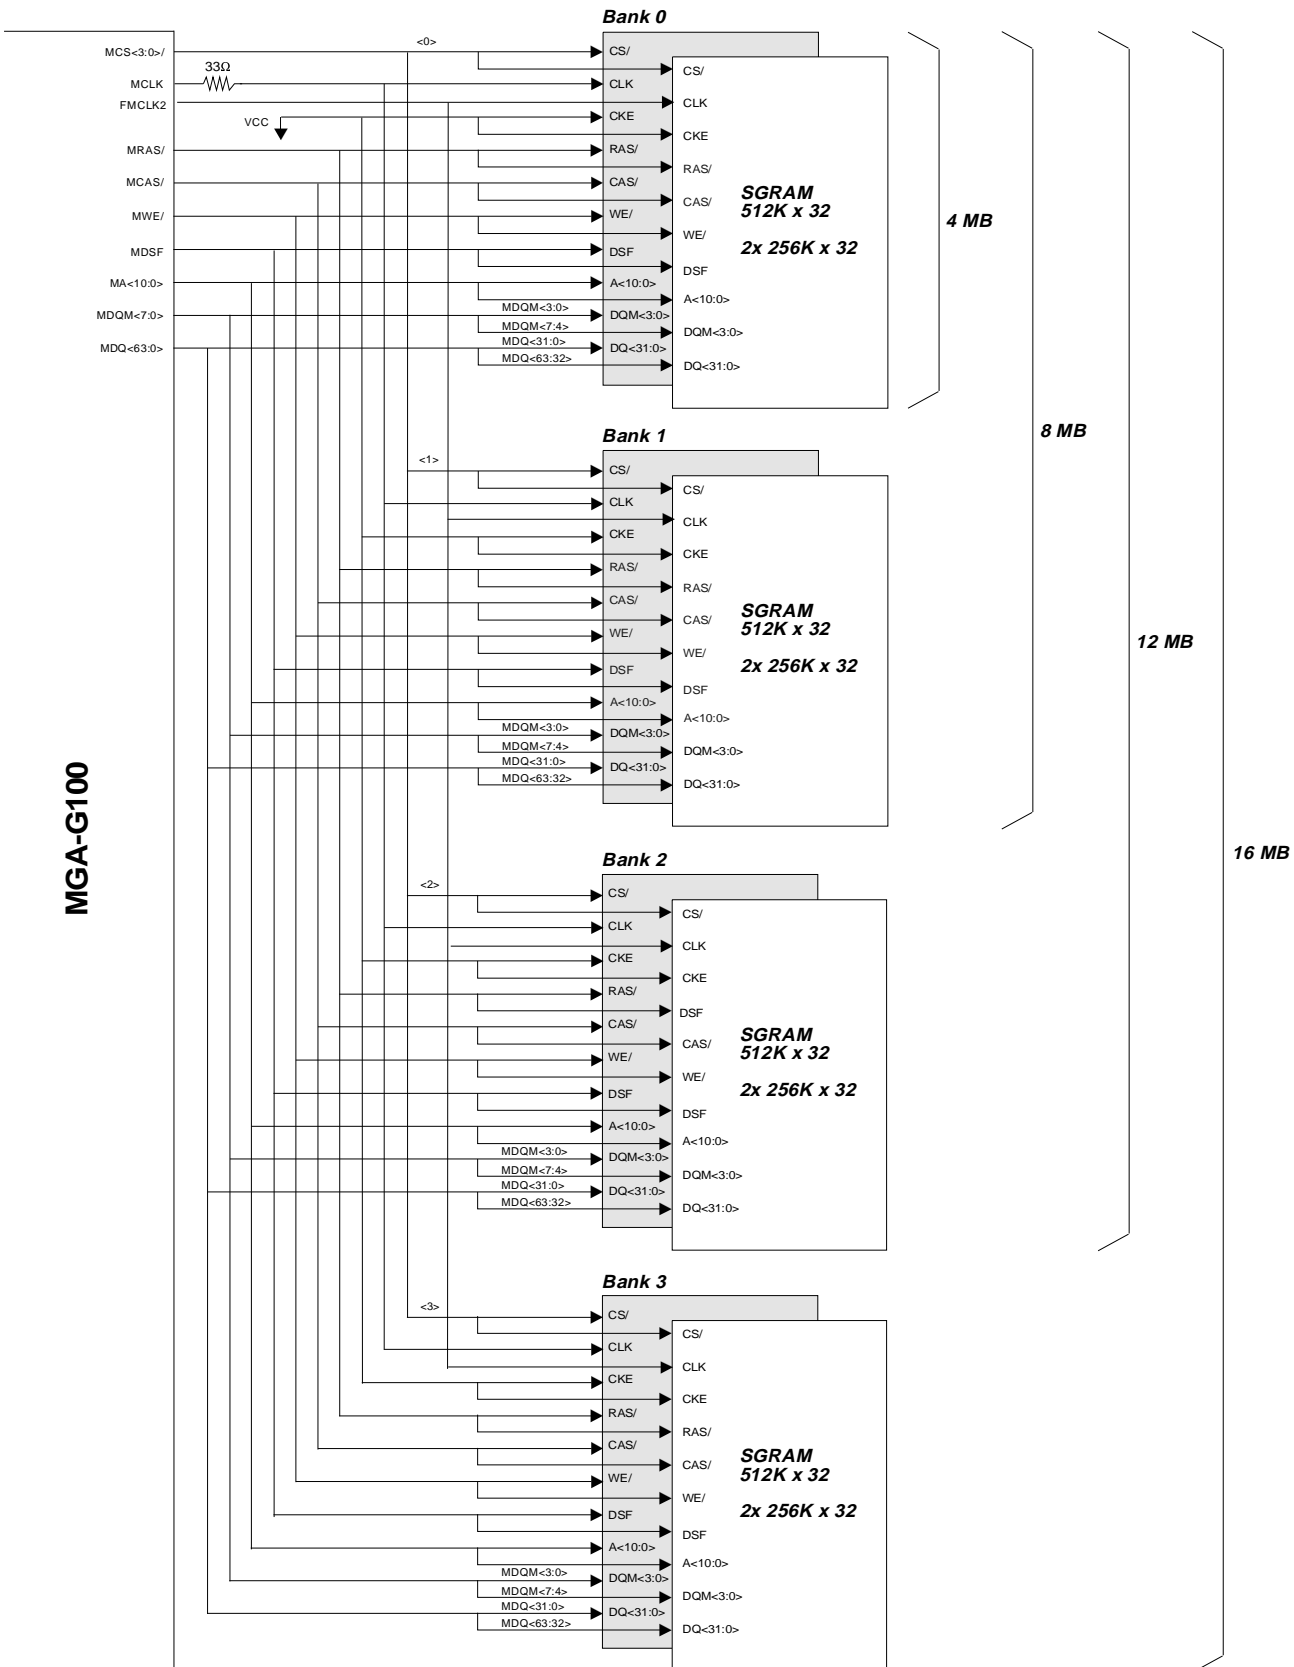 Bank 0
MCS<3:0>/
<0>
CS/
CS/
33Ω
MCLK
CLK
CLK
FMCLK2
VCC
CKE
CKE
MRAS/
RAS/
RAS/
MCAS/
CAS/
CAS/
MWE/
WE/
WE/
MDSF
DSF
DSF
MA<10:0>
A<10:0>
A<10:0>
MDQM<7:0>
MDQM<3:0>
DQM<3:0>
MDQM<7:4>
DQM<3:0>
MDQ<63:0>
MDQ<31:0>
DQ<31:0>
MDQ<63:32>
DQ<31:0>
SGRAM
512K x 32
2x 256K x 32
4 MB
8 MB
12 MB
16 MB
MGA-G100
Bank 1
<1>
CS/
CS/
CLK
CLK
CKE
CKE
RAS/
RAS/
CAS/
CAS/
WE/
WE/
DSF
DSF
A<10:0>
A<10:0>
MDQM<3:0>
DQM<3:0>
MDQM<7:4>
DQM<3:0>
MDQ<31:0>
DQ<31:0>
MDQ<63:32>
DQ<31:0>
SGRAM
512K x 32
2x 256K x 32
Bank 2
<2>
CS/
CS/
CLK
CLK
CKE
CKE
RAS/
DSF
CAS/
CAS/
WE/
WE/
DSF
DSF
A<10:0>
A<10:0>
MDQM<3:0>
DQM<3:0>
MDQM<7:4>
DQM<3:0>
MDQ<31:0>
DQ<31:0>
MDQ<63:32>
DQ<31:0>
SGRAM
512K x 32
2x 256K x 32
Bank 3
<3>
CS/
CS/
CLK
CLK
CKE
CKE
RAS/
RAS/
CAS/
CAS/
WE/
WE/
DSF
DSF
A<10:0>
A<10:0>
MDQM<3:0>
DQM<3:0>
MDQM<7:4>
DQM<3:0>
MDQ<31:0>
DQ<31:0>
MDQ<63:32>
DQ<31:0>
SGRAM
512K x 32
2x 256K x 32